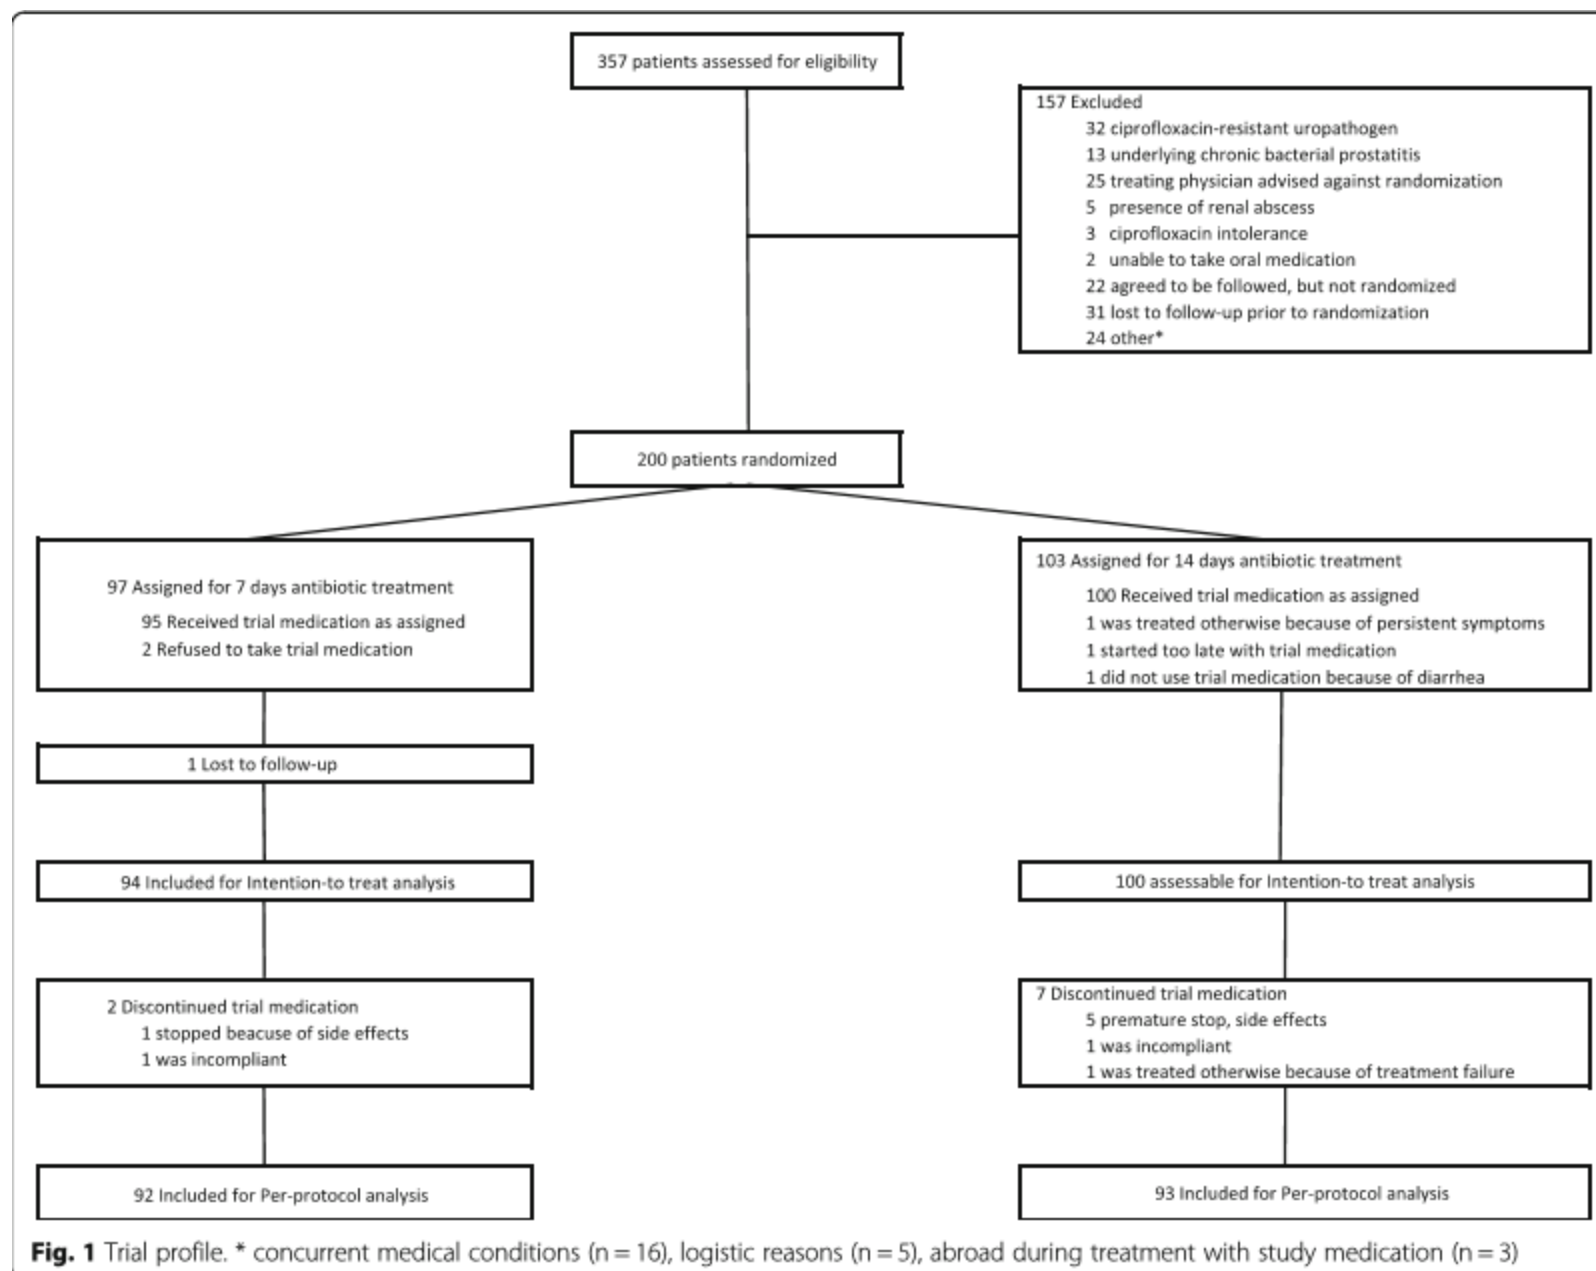 357 patients assessed for eligibility
157 Excluded
32 ciprofloxacin-resistant uropathogen
13 underlying chronic bacterial prostatitis
25 treating physician advised against randomization
5 presence of renal abscess
3 ciprofloxacin intolerance
2 unable to take oral medication
22 agreed to be followed, but not randomized
31 lost to follow-up prior to randomization
24 other*
200 patients randomized
97 Assigned for 7 days antibiotic treatment
95 Received trial medication as assigned
2 Refused to take trial medication
103 Assigned for 14 days antibiotic treatment
100 Received trial medication as assigned
1 was treated otherwise because of persistent symptoms
1 started too late with trial medication
1 did not use trial medication because of diarrhea
1 Lost to follow-up
94 Included for Intention-to treat analysis
100 assessable for Intention-to treat analysis
2 Discontinued trial medication
1 stopped beacuse of side effects
1 was incompliant
7 Discontinued trial medication
5 premature stop, side effects
1 was incompliant
1 was treated otherwise because of treatment failure
92 Included for Per-protocol analysis
93 Included for Per-protocol analysis
Fig. 1 Trial profile. * concurrent medical conditions (n = 16), logistic reasons (n = 5), abroad during treatment with study medication (n = 3)